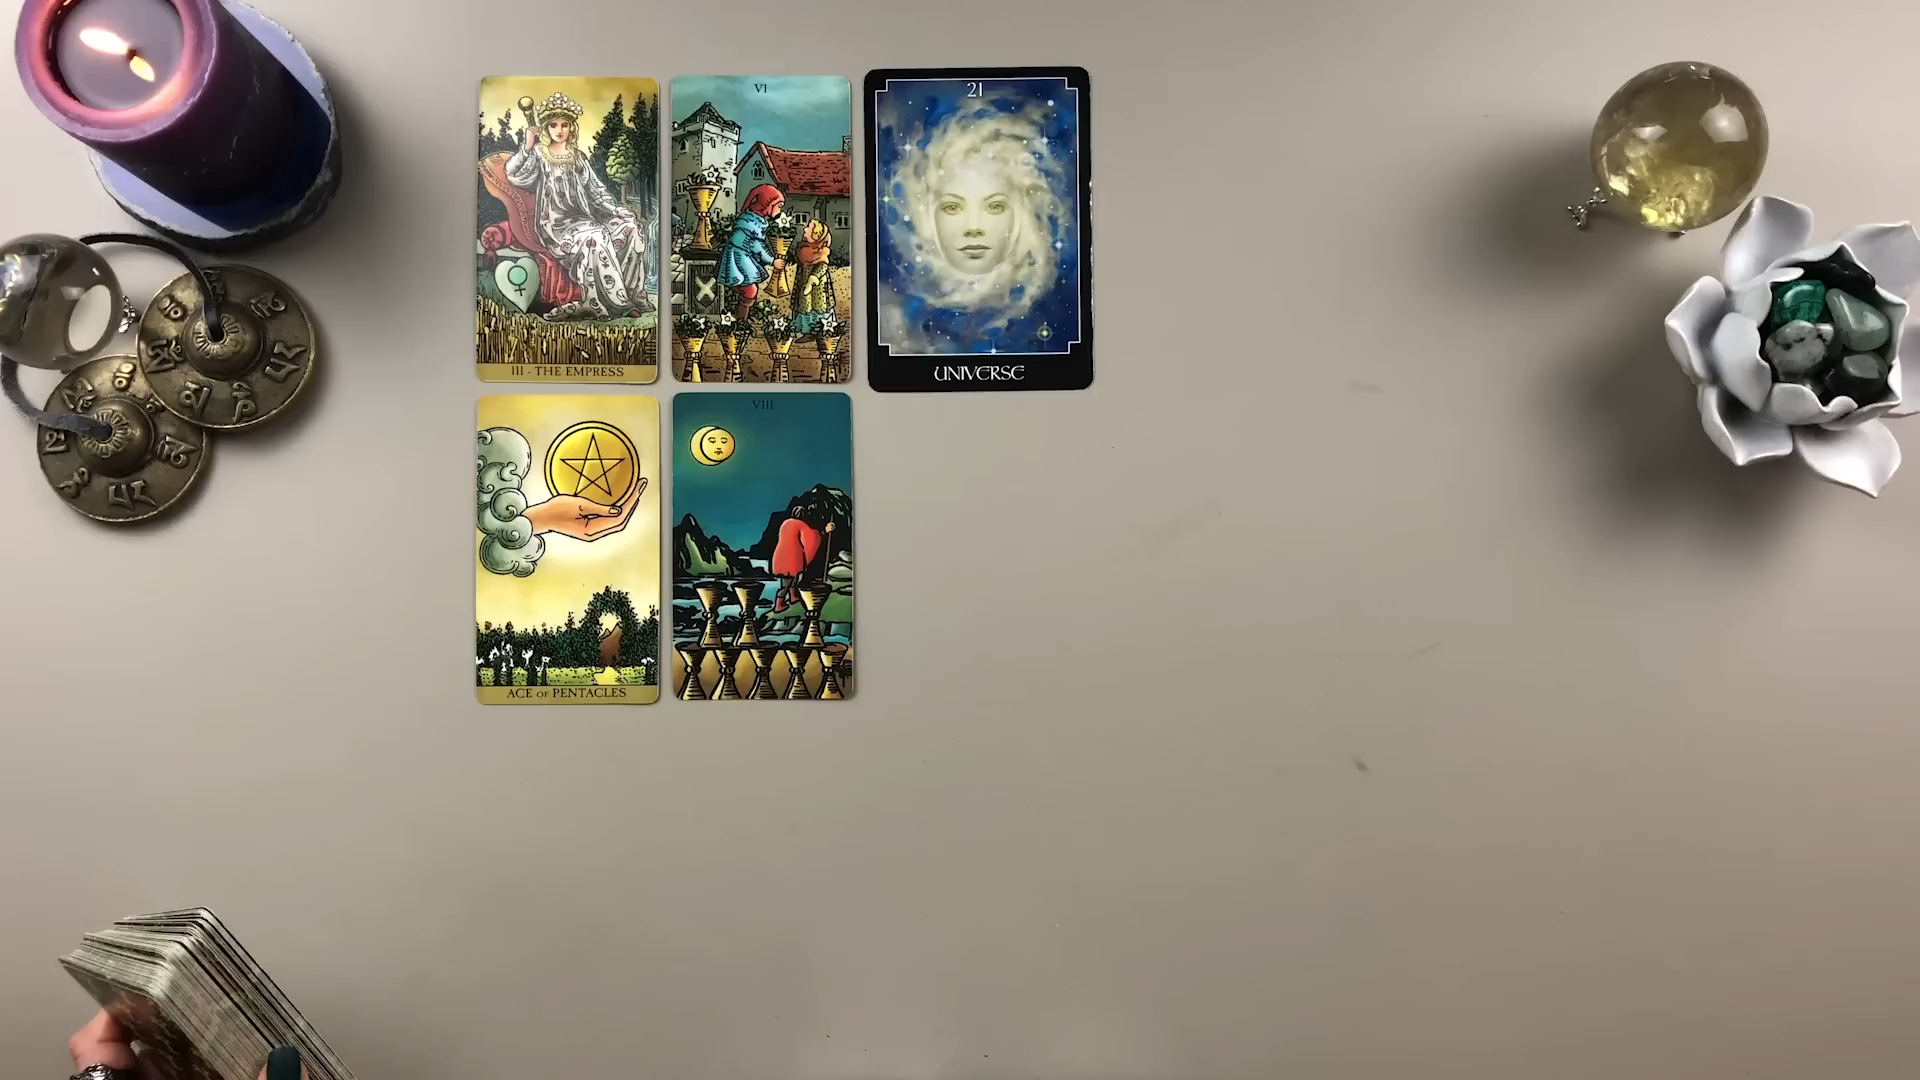 III - THE EMPRESS
VI
21
UNIVERSE
ACE OF PENTACLES
VIII